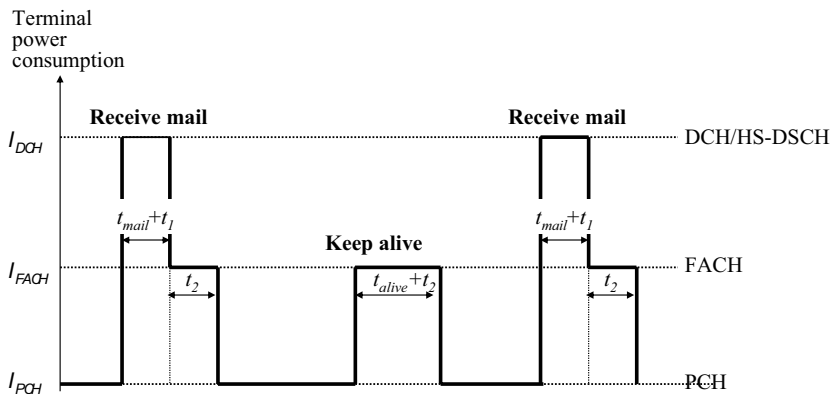 Terminal
power
consumption
Receive mail
Receive mail
I_DCH
DCH/HS-DSCH
t_mail+t_1
t_mail+t_1
Keep alive
I_FACH
FACH
t_2
t_alive+t_2
t_2
I_PCH
PCH